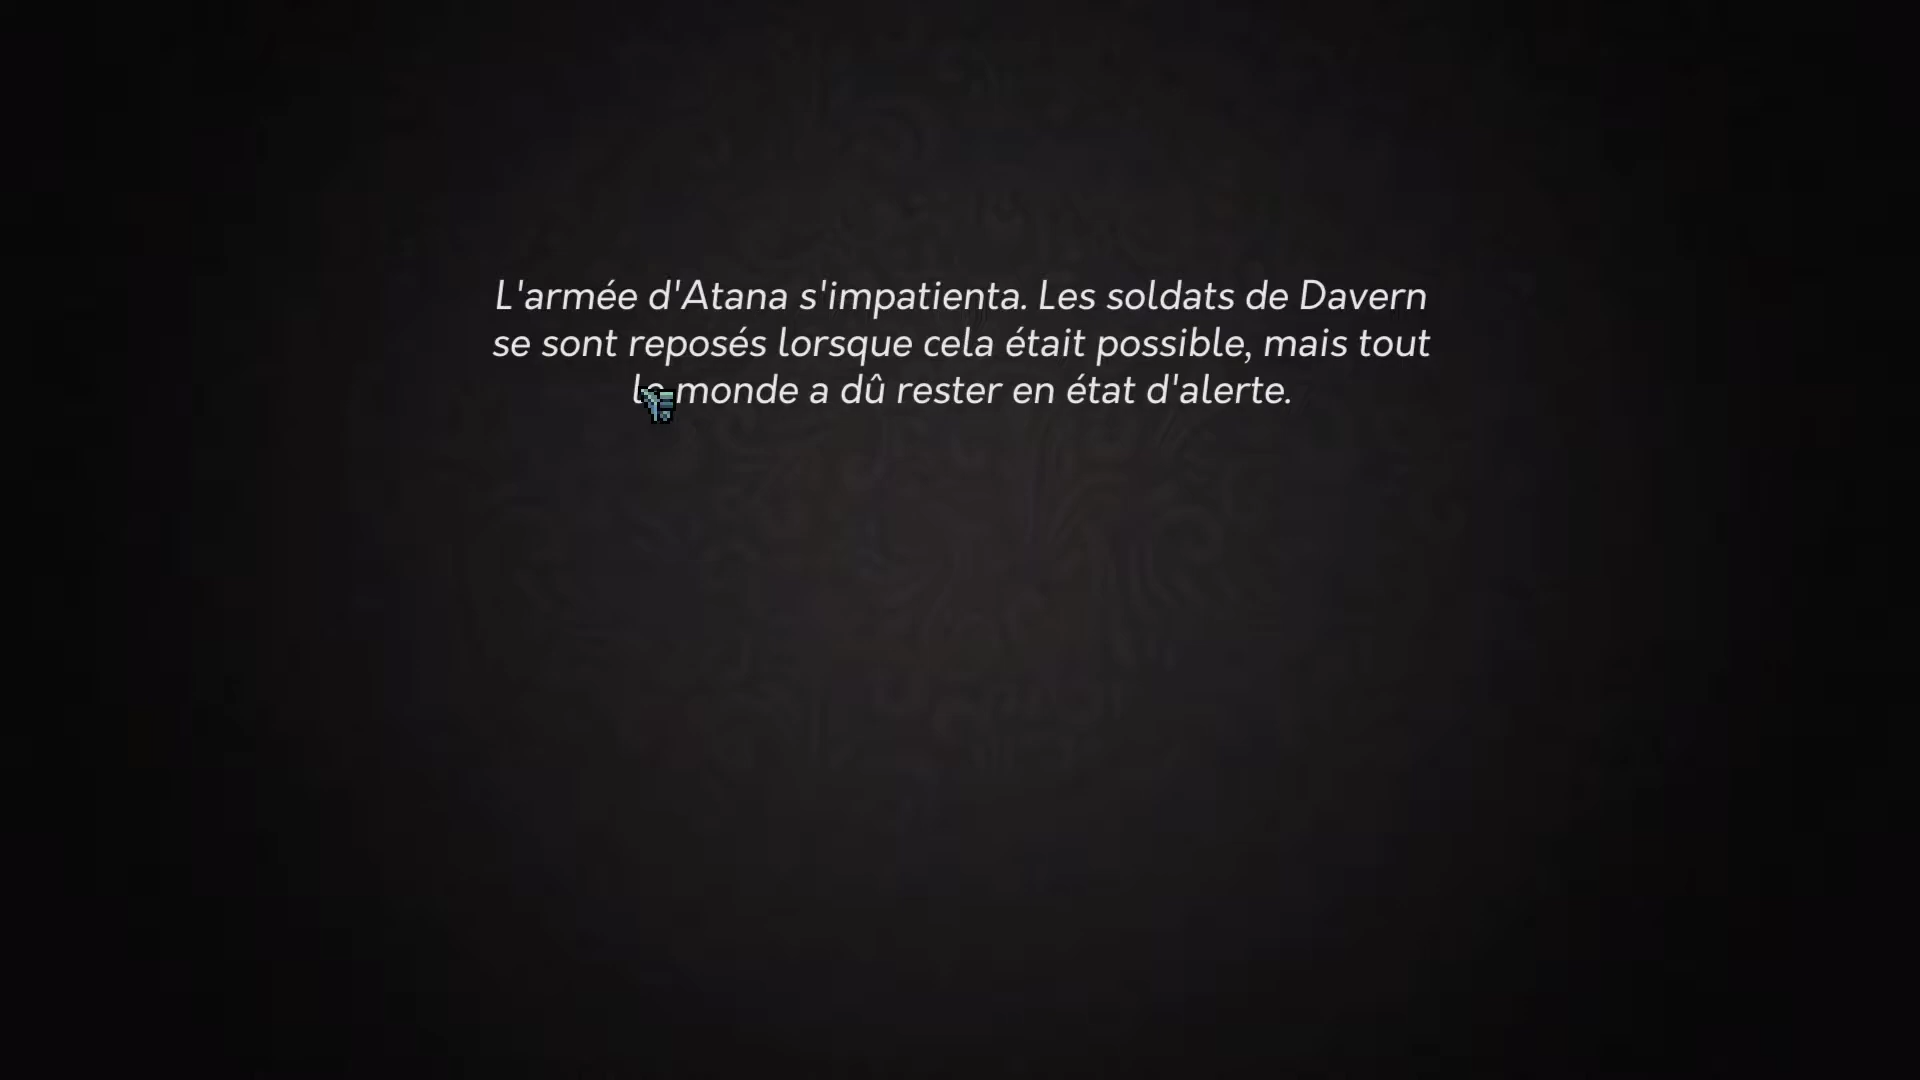 L'armée d'Atana s'impatienta. Les soldats de Davern
se sont reposés lorsque cela était possible, mais tout
le monde a dû rester en état d'alerte.